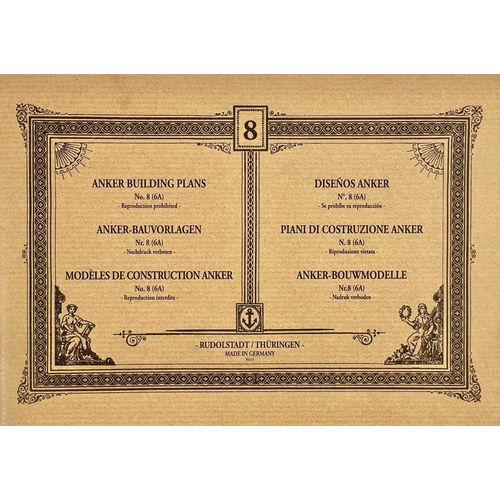 8
ANKER BUILDING PLANS
No. 8 (6A)
- Reproduction prohibited -
ANKER-BAUVORLAGEN
Nr. 8 (6A)
- Nachdruck verboten -
MODÈLES DE CONSTRUCTION ANKER
No. 8 (6A)
- Reproduction interdite -
DISEÑOS ANKER
N°. 8 (6A)
- Se prohibe su reproducción -
PIANI DI COSTRUZIONE ANKER
N. 8 (6A)
- Riproduzione vietata -
ANKER-BOUWMODELLE
Nr.8 (6A)
- Nadruk verboden -
- RUDOLSTADT / THÜRINGEN -
MADE IN GERMANY